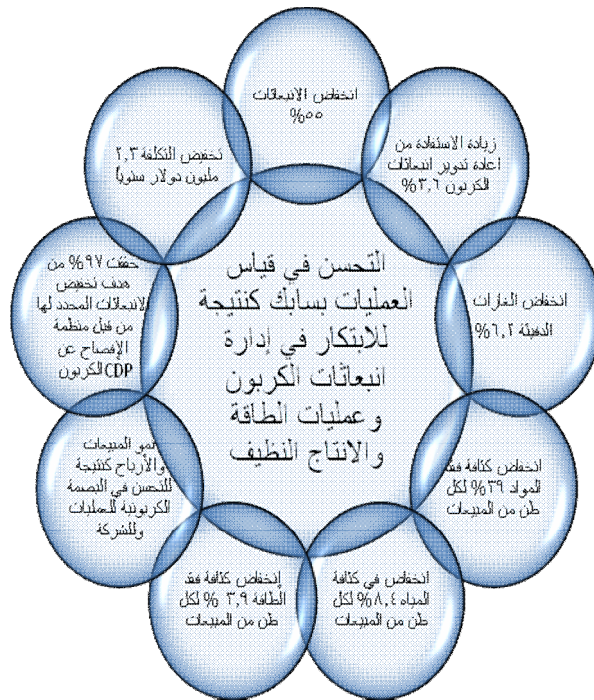 انخفاض الانبعاثات
%٥٥
زيادة الاستفادة من
اعادة تدوير انبعاثات
الكربون ٣,٦%
انخفاض الغازات
الدفيئة ٦,٢%
انخفاض كثافة فقد
المواد ٣٩% لكل
طن من المبيعات
انخفاض في كثافة
المياه ٨,٤% لكل
طن من المبيعات
إنخفاض كثافة فقد
الطاقة ٣,٩ % لكل
طن من المبيعات
نمو المبيعات
والأرباح كنتيجة
للتحسن في البصمة
الكربونية للعمليات
وللشركة
حققت ٩٧% من
هدف تخفيض
الانبعاثات المحدد لها
من قبل منظمة
الإفصاح عن
الكربون CDP
تخفيض التكلفة ٢,٣
مليون دولار سنوياً
التحسن في قياس
العمليات بسابك كنتيجة
للابتكار في إدارة
انبعاثات الكربون
وعمليات الطاقة
والانتاج النظيف